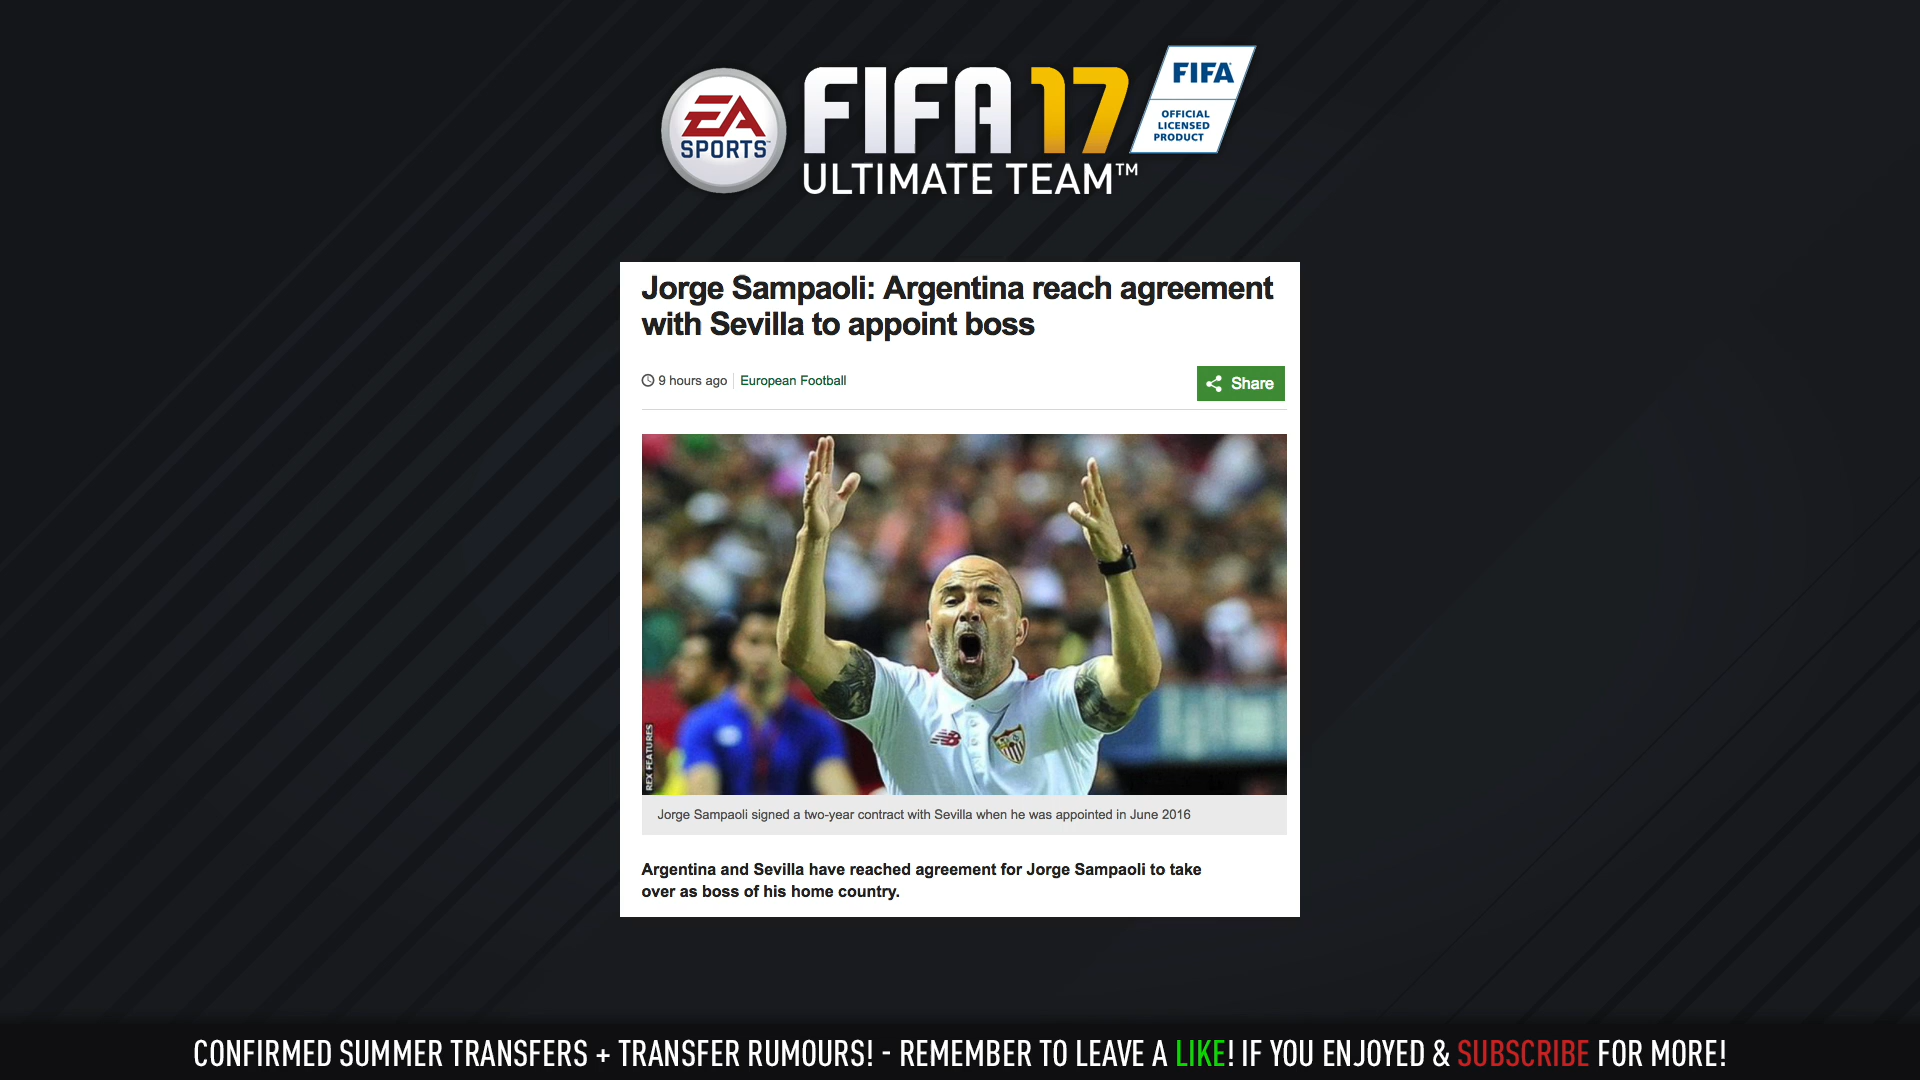 EA
SPORTS™
FIFA 17
ULTIMATE TEAM™
FIFA
OFFICIAL
LICENSED
PRODUCT
Jorge Sampaoli: Argentina reach agreement
with Sevilla to appoint boss
9 hours ago
European Football
Share
REX FEATURES
Jorge Sampaoli signed a two-year contract with Sevilla when he was appointed in June 2016
Argentina and Sevilla have reached agreement for Jorge Sampaoli to take
over as boss of his home country.
CONFIRMED SUMMER TRANSFERS + TRANSFER RUMOURS! - REMEMBER TO LEAVE A LIKE! IF YOU ENJOYED & SUBSCRIBE FOR MORE!